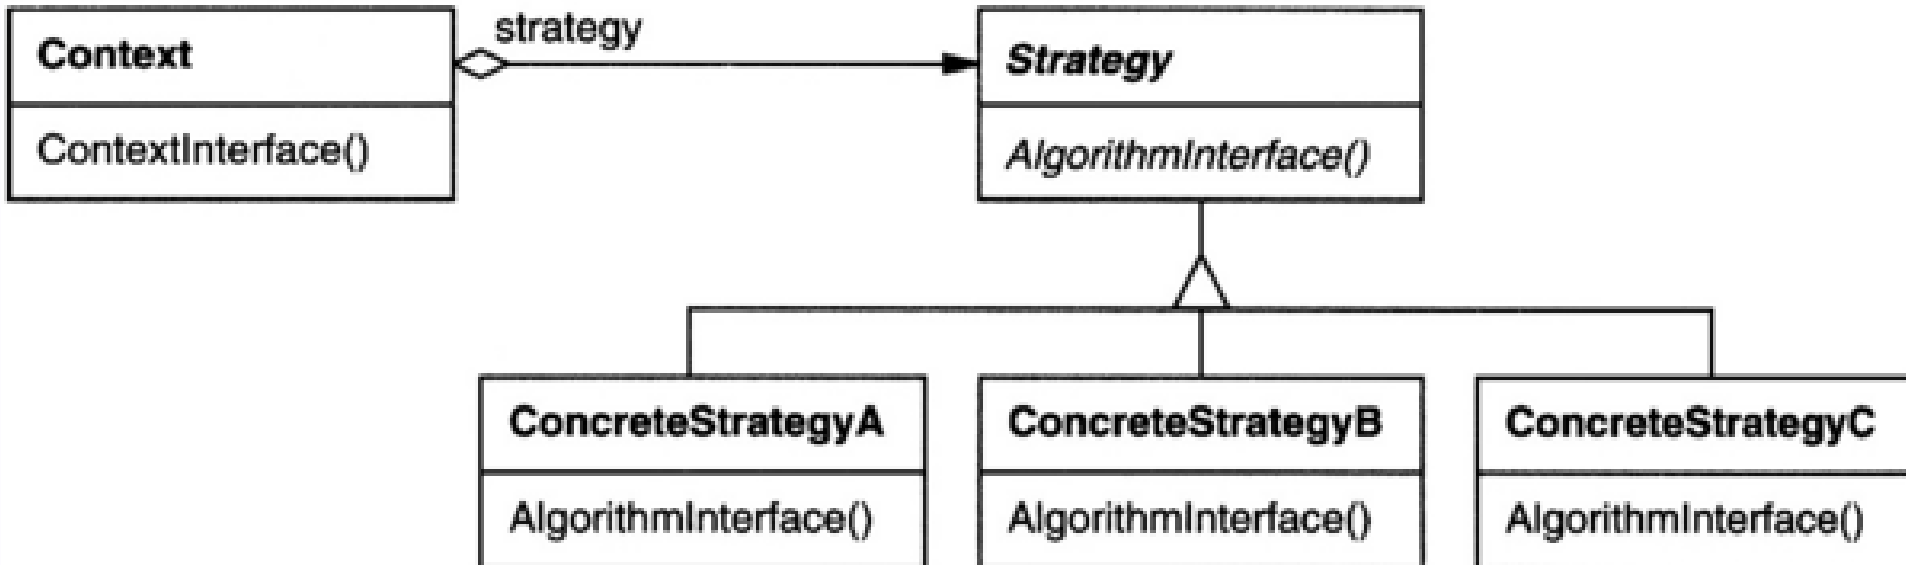 strategy
Context
Strategy
ContextInterface()
AlgorithmInterface()
ConcreteStrategyA
ConcreteStrategyB
ConcreteStrategyC
AlgorithmInterface()
AlgorithmInterface()
AlgorithmInterface()